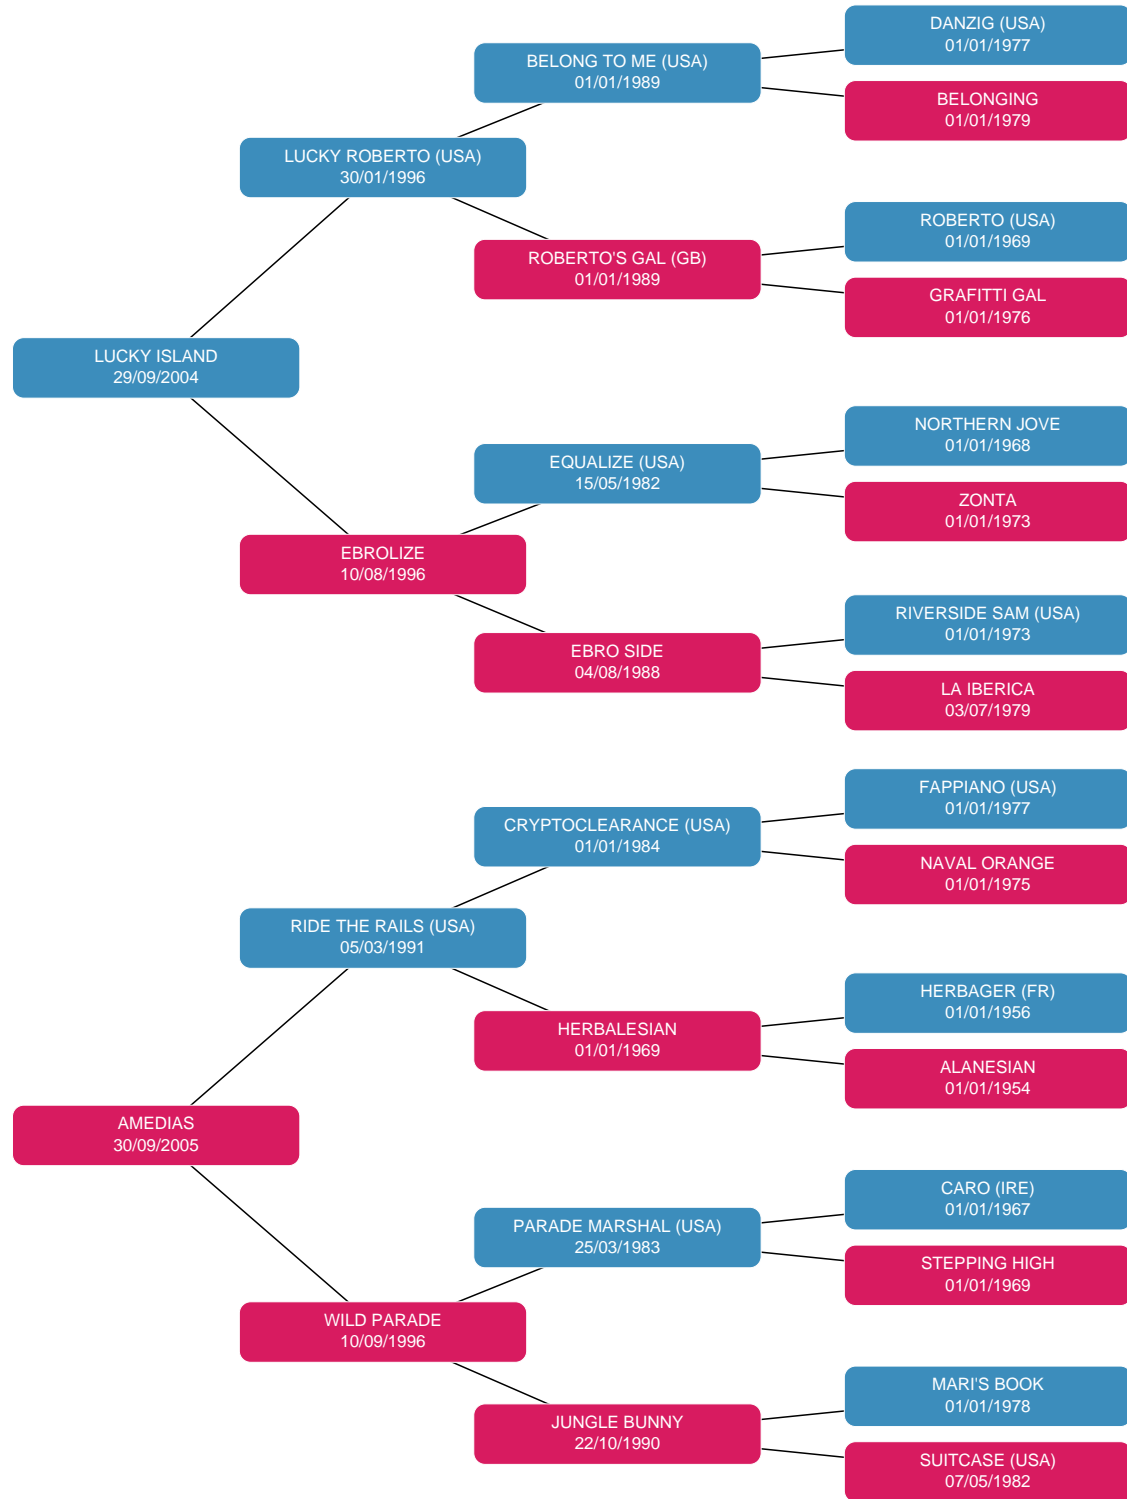 DANZIG (USA)
01/01/1977
BELONG TO ME (USA)
01/01/1989
BELONGING
01/01/1979
LUCKY ROBERTO (USA)
30/01/1996
ROBERTO (USA)
01/01/1969
ROBERTO'S GAL (GB)
01/01/1989
GRAFITTI GAL
01/01/1976
LUCKY ISLAND
29/09/2004
NORTHERN JOVE
01/01/1968
EQUALIZE (USA)
15/05/1982
ZONTA
01/01/1973
EBROLIZE
10/08/1996
RIVERSIDE SAM (USA)
01/01/1973
EBRO SIDE
04/08/1988
LA IBERICA
03/07/1979
FAPPIANO (USA)
01/01/1977
CRYPTOCLEARANCE (USA)
01/01/1984
NAVAL ORANGE
01/01/1975
RIDE THE RAILS (USA)
05/03/1991
HERBAGER (FR)
01/01/1956
HERBALESIAN
01/01/1969
ALANESIAN
01/01/1954
AMEDIAS
30/09/2005
CARO (IRE)
01/01/1967
PARADE MARSHAL (USA)
25/03/1983
STEPPING HIGH
01/01/1969
WILD PARADE
10/09/1996
MARI'S BOOK
01/01/1978
JUNGLE BUNNY
22/10/1990
SUITCASE (USA)
07/05/1982